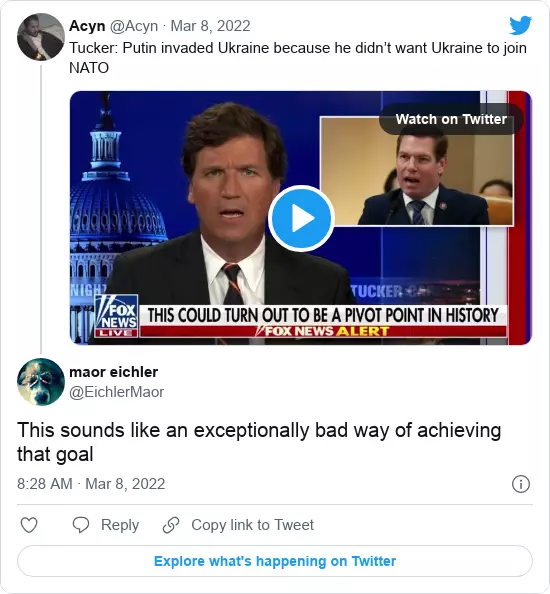 Acyn @Acyn · Mar 8, 2022
Tucker: Putin invaded Ukraine because he didn’t want Ukraine to join
NATO
Watch on Twitter
NIGHT
TUCKER CA
FOX
NEWS
LIVE
THIS COULD TURN OUT TO BE A PIVOT POINT IN HISTORY
FOX NEWS ALERT
maor eichler
@EichlerMaor
This sounds like an exceptionally bad way of achieving
that goal
8:28 AM · Mar 8, 2022
Reply
Copy link to Tweet
Explore what's happening on Twitter